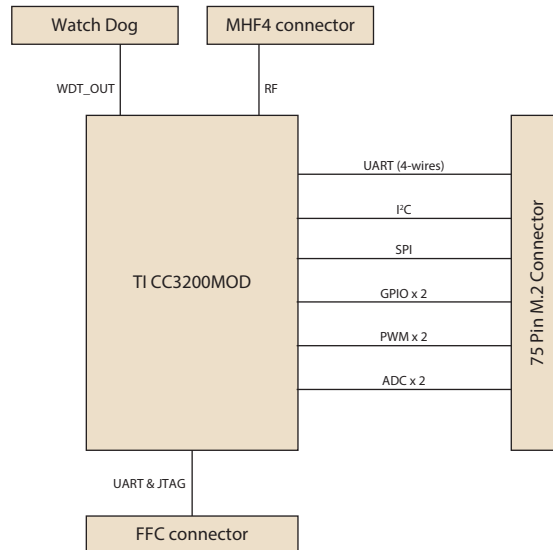 Watch Dog
MHF4 connector
WDT_OUT
RF
TI CC3200MOD
UART (4-wires)
I²C
SPI
GPIO x 2
PWM x 2
ADC x 2
75 Pin M.2 Connector
UART & JTAG
FFC connector